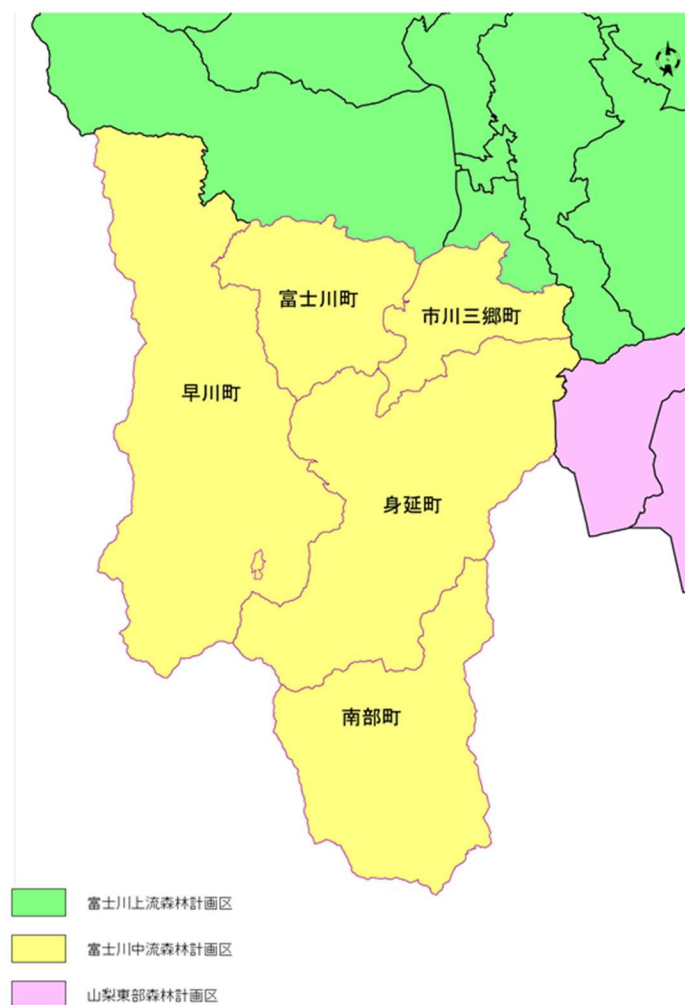 富士川町
市川三郷町
早川町
身延町
南部町
富士川上流森林計画区
富士川中流森林計画区
山梨東部森林計画区